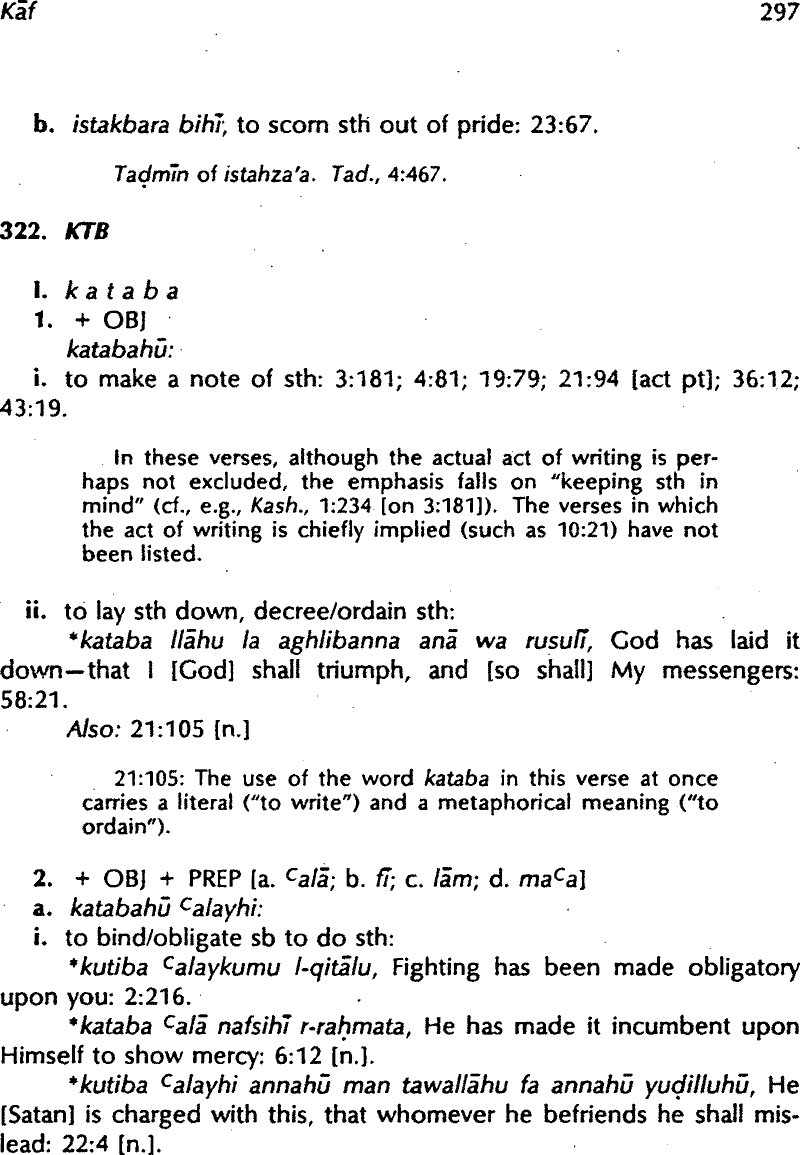 Kāf 297
b. istakbara bihī, to scorn sth out of pride: 23:67.
Taḍmīn of istahza'a. Tad., 4:467.
322. KTB
I. k a t a b a
1. + OBJ
katabahū:
i. to make a note of sth: 3:181; 4:81; 19:79; 21:94 [act pt]; 36:12;
43:19.
In these verses, although the actual act of writing is per-
haps not excluded, the emphasis falls on "keeping sth in
mind" (cf., e.g., Kash., 1:234 [on 3:181]). The verses in which
the act of writing is chiefly implied (such as 10:21) have not
been listed.
ii. to lay sth down, decree/ordain sth:
*kataba llāhu la aghlibanna anā wa rusulī, God has laid it
down—that I [God] shall triumph, and [so shall] My messengers:
58:21.
Also: 21:105 [n.]
21:105: The use of the word kataba in this verse at once
carries a literal ("to write") and a metaphorical meaning ("to
ordain").
2. + OBJ + PREP [a. ᶜalā; b. fī; c. lām; d. maᶜa]
a. katabahū ᶜalayhi:
i. to bind/obligate sb to do sth:
*kutiba ᶜalaykumu l-qitālu, Fighting has been made obligatory
upon you: 2:216.
*kataba ᶜalā nafsihī r-raḥmata, He has made it incumbent upon
Himself to show mercy: 6:12 [n.].
*kutiba ᶜalayhi annahū man tawallāhu fa annahū yuḍilluhū, He
[Satan] is charged with this, that whomever he befriends he shall mis-
lead: 22:4 [n.].